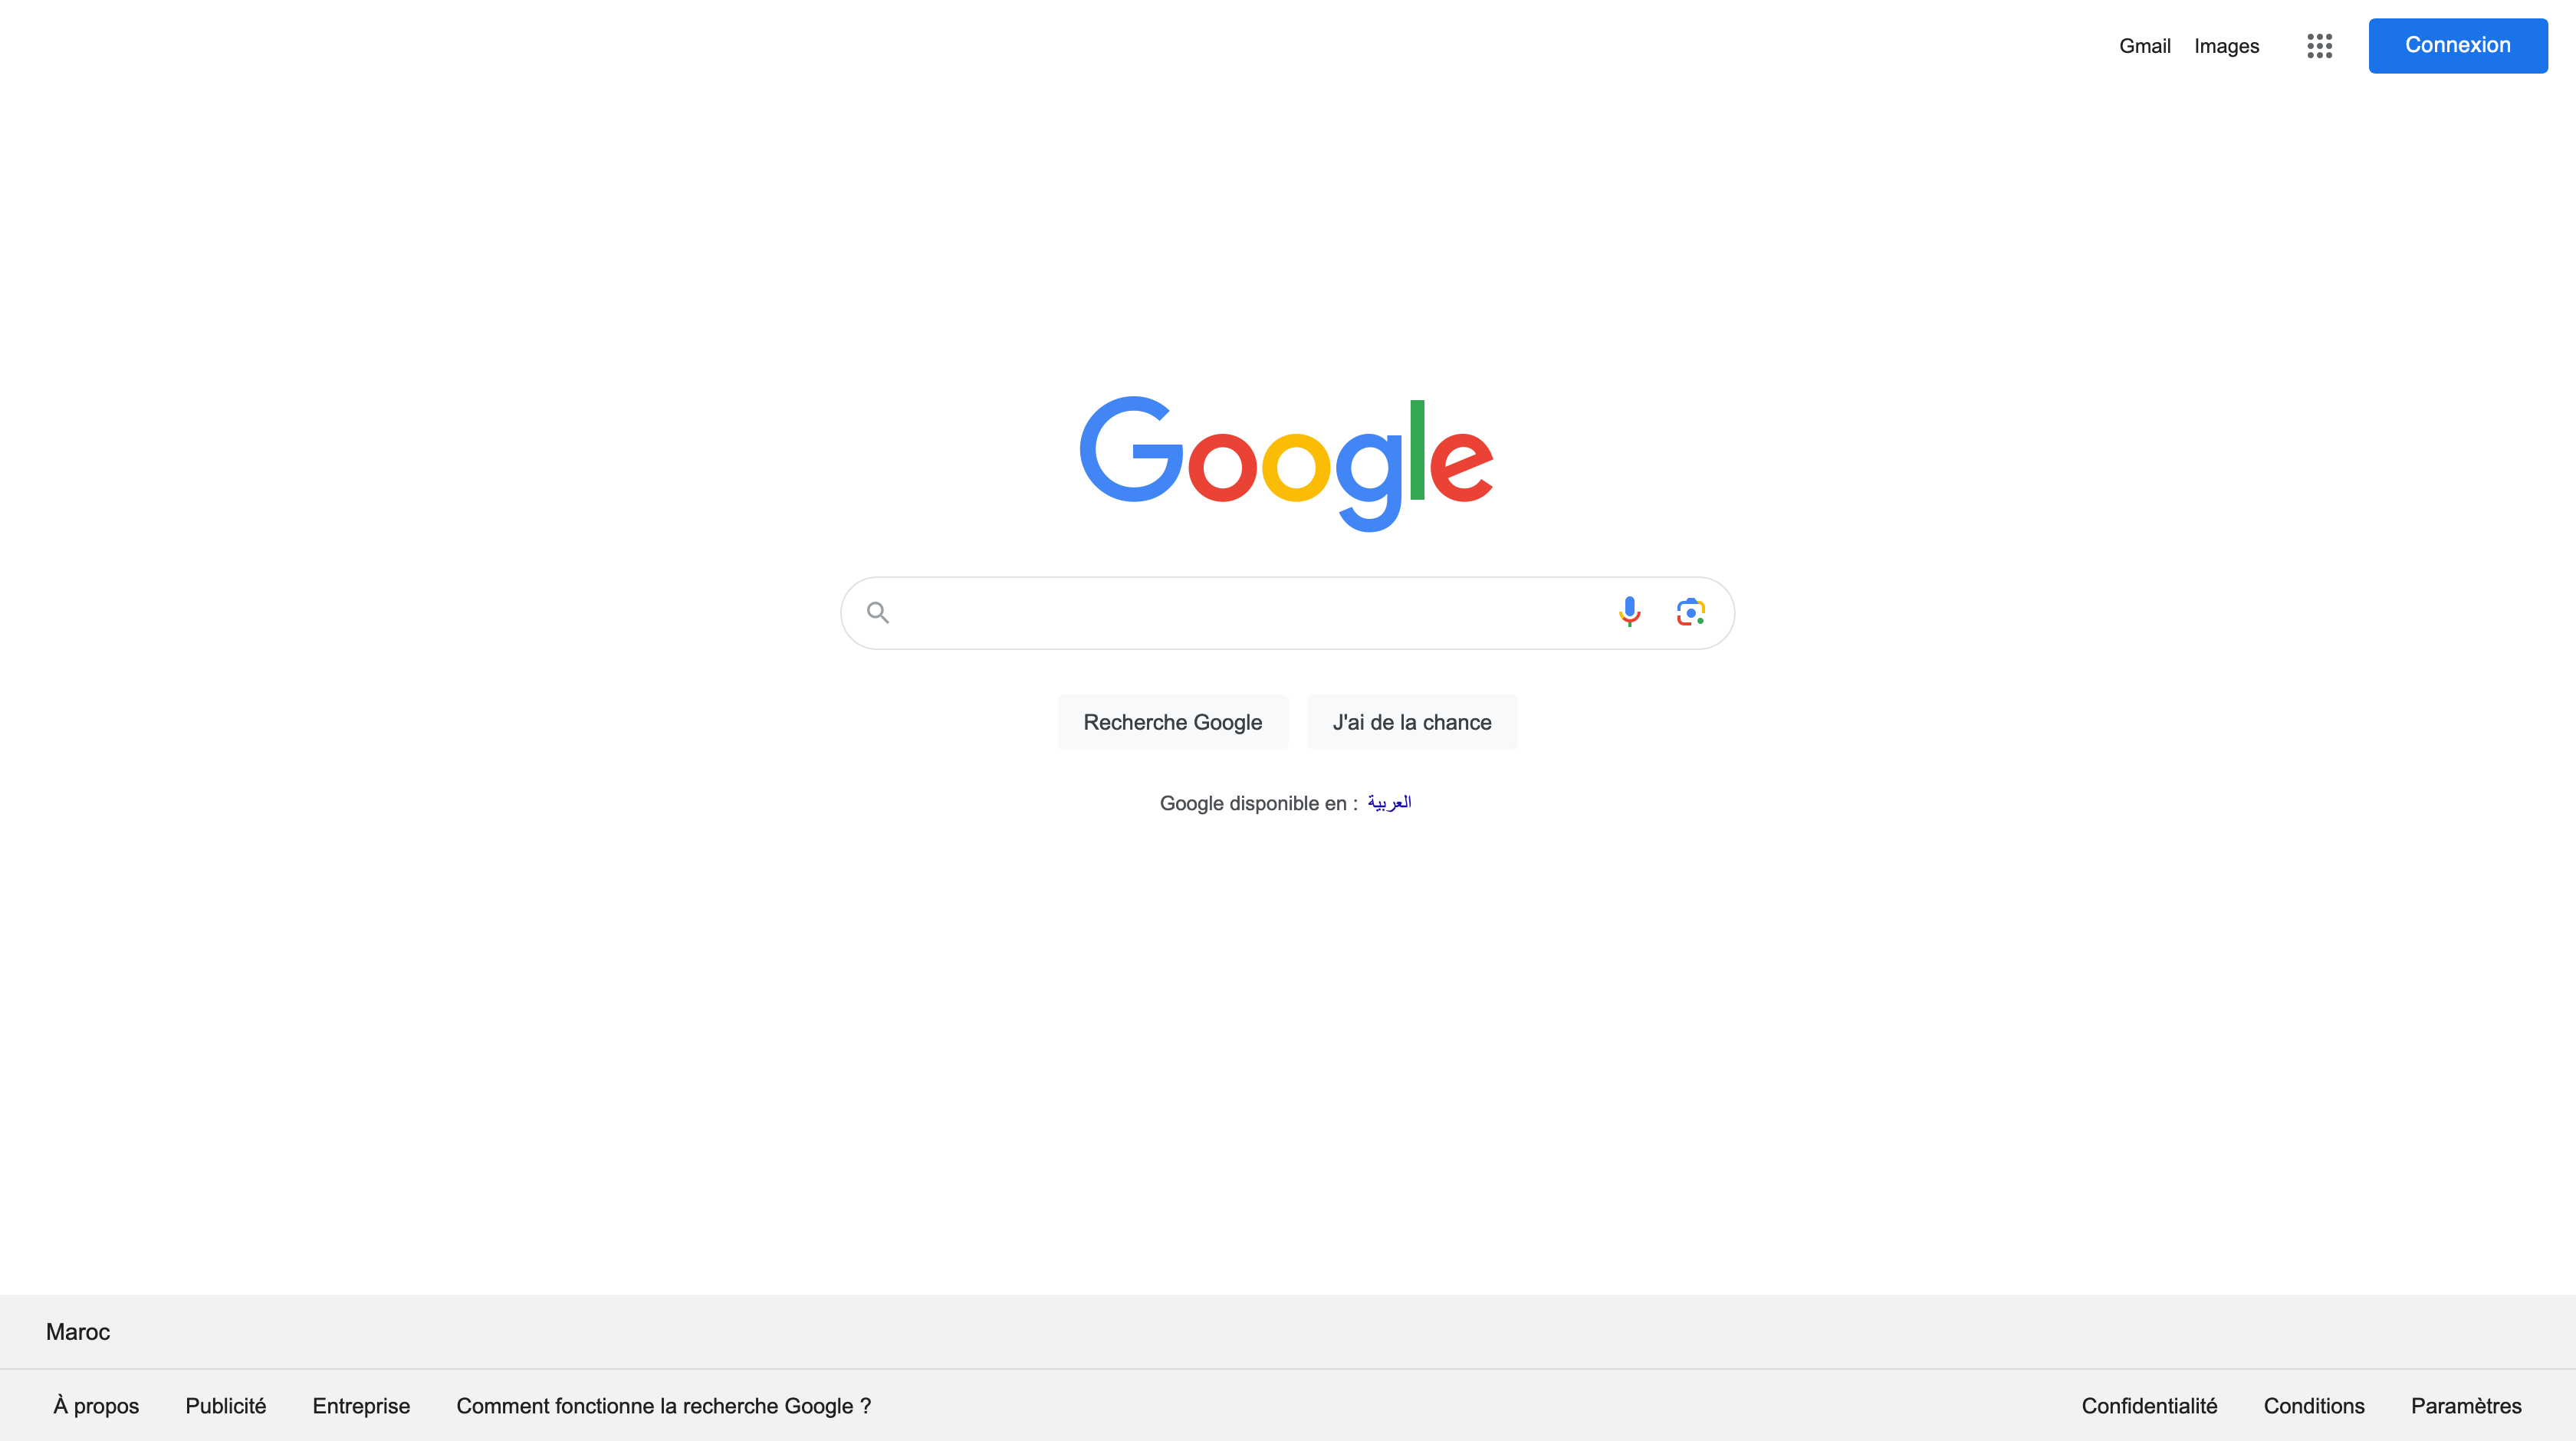 Gmail Images Connexion
Google
Recherche Google J'ai de la chance
Google disponible en : العربية
Maroc
À propos Publicité Entreprise Comment fonctionne la recherche Google ? Confidentialité Conditions Paramètres